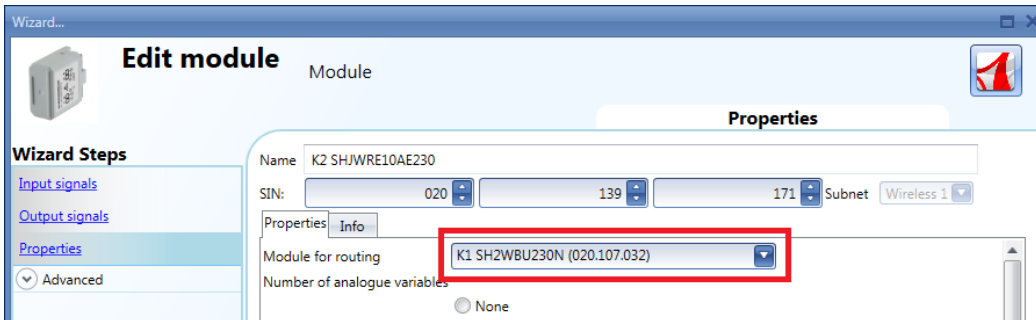 Wizard...
Edit module
Module
Properties
Wizard Steps
Input signals
Output signals
Properties
Advanced
Name K2 SHJWRE10AE230
SIN: 020 139 171 Subnet Wireless 1
Properties Info
Module for routing K1 SH2WBU230N (020.107.032)
Number of analogue variables
None